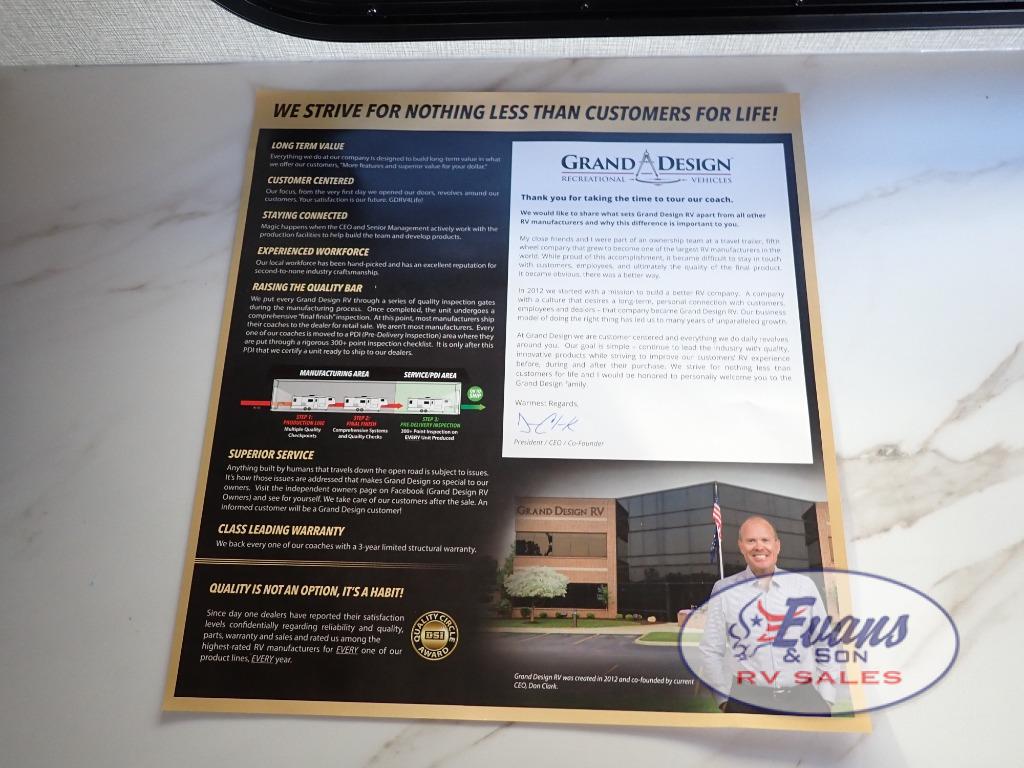 WE STRIVE FOR NOTHING LESS THAN CUSTOMERS FOR LIFE!
LONG TERM VALUE
Everything we do at our company is designed to build long-term value in what
we offer our customers, "More features and superior value for your dollar."
CUSTOMER CENTERED
Our focus, from the very first day we opened our doors, revolves around our
customers. Your satisfaction is our future. GDRV4Life!
STAYING CONNECTED
Magic happens when the CEO and Senior Management actively work with the
production facilities to help build the team and develop products.
EXPERIENCED WORKFORCE
Our local workforce has been hand-picked and has an excellent reputation for
second-to-none industry craftsmanship.
RAISING THE QUALITY BAR
We put every Grand Design RV through a series of quality inspection gates
during the manufacturing process. Once completed, the unit undergoes a
comprehensive "final finish" inspection. At this point, most manufacturers ship
their coaches to the dealer for retail sale. We aren't most manufacturers. Every
one of our coaches is moved to a PDI (Pre-Delivery Inspection) area where they
are put through a rigorous 300+ point inspection checklist. It is only after this
PDI that we certify a unit ready to ship to our dealers.
MANUFACTURING AREA
SERVICE/PDI AREA
OK TO
SHIP
STEP 1:
PRODUCTION LINE
Multiple Quality
Checkpoints
STEP 2:
FINAL FINISH
Comprehensive Systems
and Quality Checks
STEP 3:
PRE-DELIVERY INSPECTION
300+ Point Inspection on
EVERY Unit Produced
SUPERIOR SERVICE
Anything built by humans that travels down the open road is subject to issues.
It's how those issues are addressed that makes Grand Design so special to our
owners. Visit the independent owners page on Facebook (Grand Design RV
Owners) and see for yourself. We take care of our customers after the sale. An
Informed customer will be a Grand Design customer!
CLASS LEADING WARRANTY
We back every one of our coaches with a 3-year limited structural warranty.
QUALITY IS NOT AN OPTION, IT'S A HABIT!
Since day one dealers have reported their satisfaction
levels confidentially regarding reliability and quality,
parts, warranty and sales and rated us among the
highest-rated RV manufacturers for EVERY one of our
product lines, EVERY year.
QUALITY CIRCLE
DSI
AWARD
GRAND DESIGN
RECREATIONAL VEHICLES
Thank you for taking the time to tour our coach.
We would like to share what sets Grand Design RV apart from all other
RV manufacturers and why this difference is important to you.
My close friends and I were part of an ownership team at a travel trailer, fifth
wheel company that grew to become one of the largest RV manufacturers in the
world. While proud of this accomplishment, it became difficult to stay in touch
with customers, employees, and ultimately the quality of the final product.
It became obvious, there was a better way.
In 2012 we started with a mission to build a better RV company. A company
with a culture that desires a long-term, personal connection with customers,
employees and dealers – that company became Grand Design RV. Our business
model of doing the right thing has led us to many years of unparalleled growth.
At Grand Design we are customer centered and everything we do daily revolves
around you. Our goal is simple – continue to lead the industry with quality,
innovative products while striving to improve our customers' RV experience
before, during and after their purchase. We strive for nothing less than
customers for life and I would be honored to personally welcome you to the
Grand Design family.
Warmest Regards,
President / CEO / Co-Founder
GRAND DESIGN RV
Grand Design RV was created in 2012 and co-founded by current
CEO, Don Clark.
Evans
& SON
RV SALES